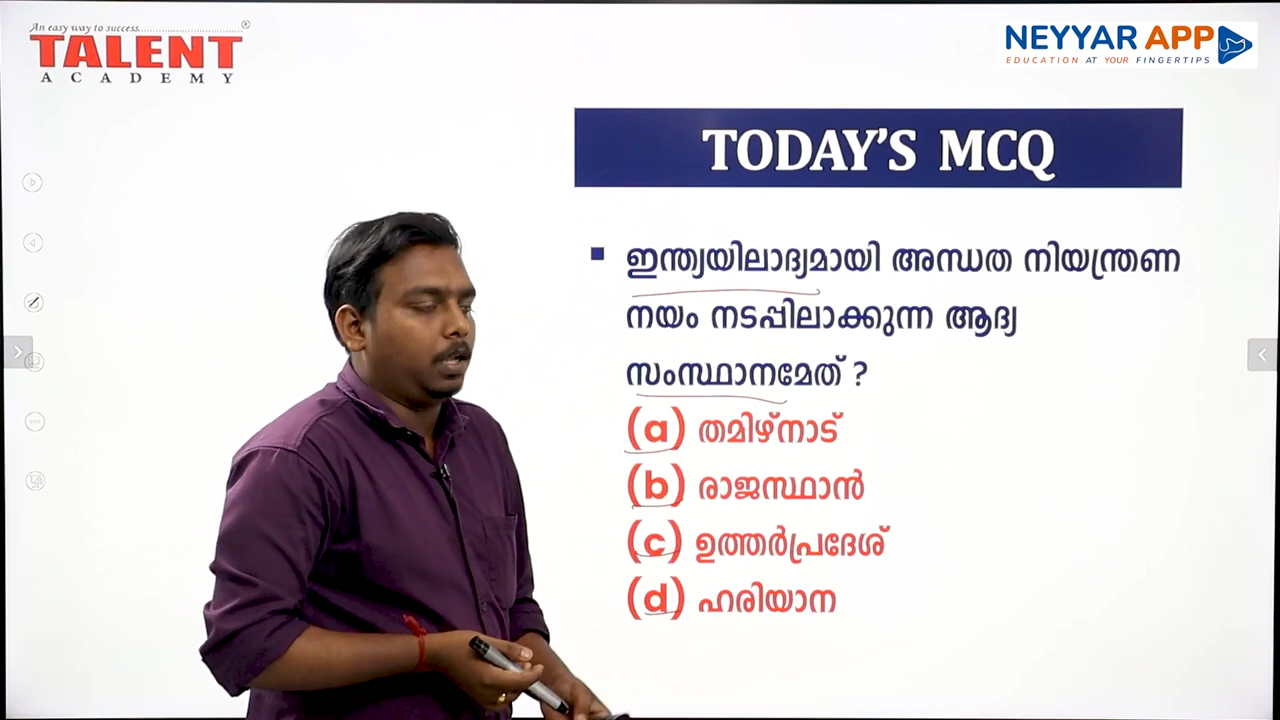 An easy way to success
TALENT
ACADEMY
NEYYAR APP
EDUCATION AT YOUR FINGERTIPS
TODAY'S MCQ
ഇന്ത്യയിലാദ്യമായി അന്ധത നിയന്ത്രണ
നയം നടപ്പിലാക്കുന്ന ആദ്യ
സംസ്ഥാനമേത് ?
(a) തമിഴ്നാട്
(b) രാജസ്ഥാൻ
(c) ഉത്തർപ്രദേശ്
(d) ഹരിയാന